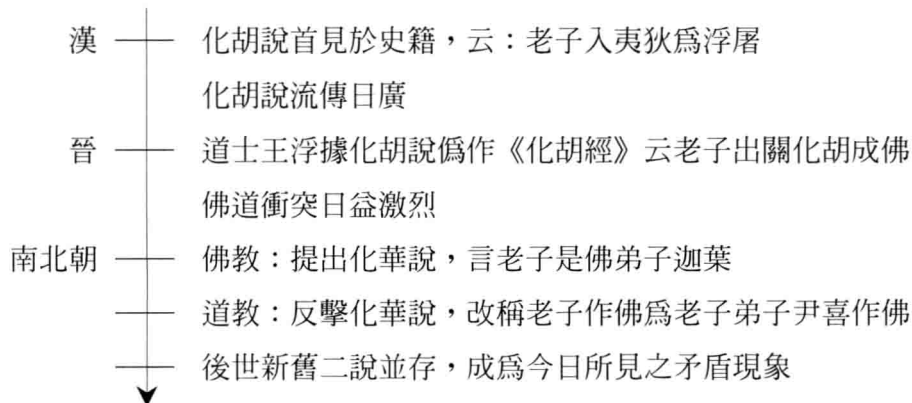 漢 化胡說首見於史籍，云：老子入夷狄爲浮屠
化胡說流傳日廣
晉 道士王浮據化胡說僞作《化胡經》云老子出關化胡成佛
佛道衝突日益激烈
南北朝 佛教：提出化華說，言老子是佛弟子迦葉
道教：反擊化華說，改稱老子作佛爲老子弟子尹喜作佛
後世新舊二說並存，成爲今日所見之矛盾現象